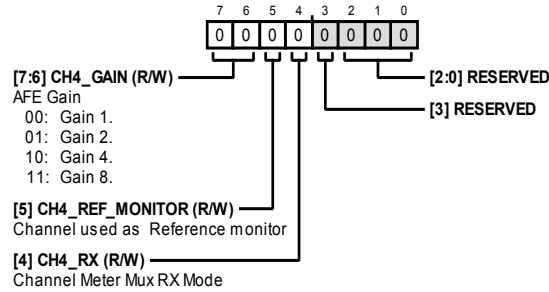 7 6 5 4 3 2 1 0
0 0 0 0 0 0 0 0
[7:6] CH4_GAIN (R/W)
AFE Gain
00: Gain 1.
01: Gain 2.
10: Gain 4.
11: Gain 8.
[5] CH4_REF_MONITOR (R/W)
Channel used as Reference monitor
[4] CH4_RX (R/W)
Channel Meter Mux RX Mode
[2:0] RESERVED
[3] RESERVED